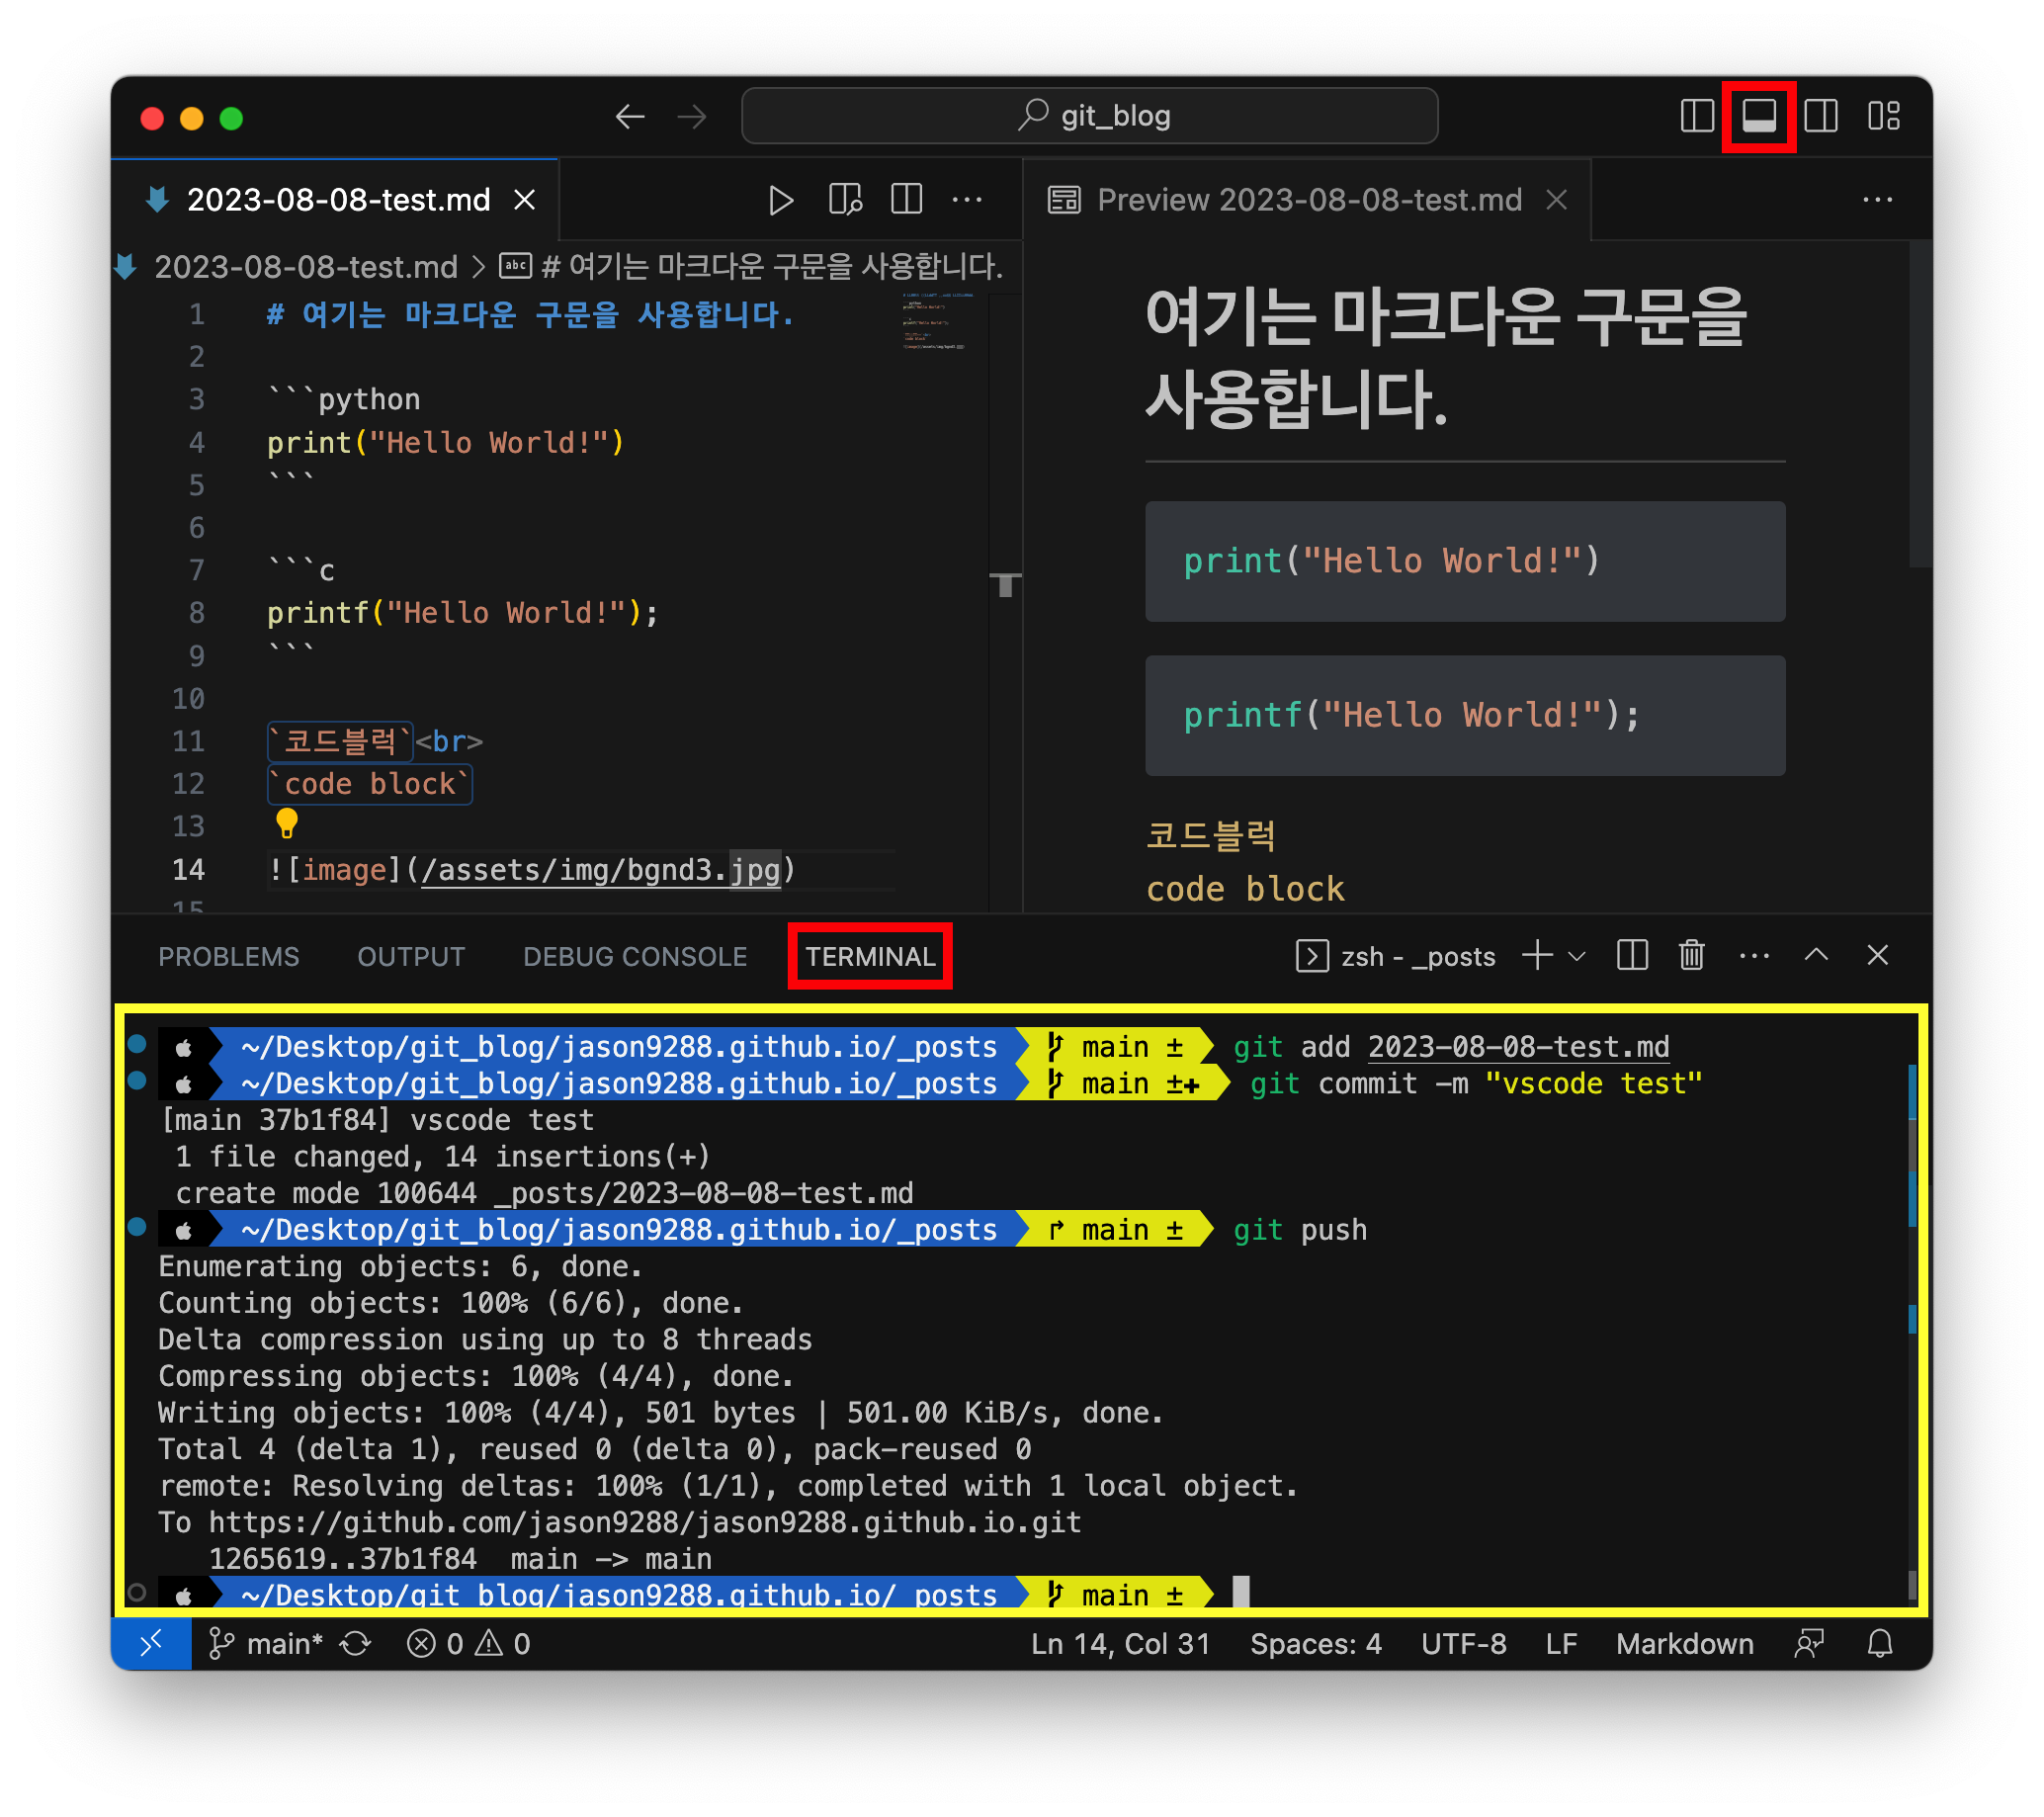 git_blog
2023-08-08-test.md
Preview 2023-08-08-test.md
2023-08-08-test.md > # 여기는 마크다운 구문을 사용합니다.
1 # 여기는 마크다운 구문을 사용합니다.
2
3 ```python
4 print("Hello World!")
5 ```
6
7 ```c
8 printf("Hello World!");
9 ```
10
11 `코드블럭`<br>
12 `code block`
13
14 ![image](/assets/img/bgnd3.jpg)
15
여기는 마크다운 구문을
사용합니다.
print("Hello World!")
printf("Hello World!");
코드블럭
code block
PROBLEMS OUTPUT DEBUG CONSOLE TERMINAL zsh - _posts
~/Desktop/git_blog/jason9288.github.io/_posts main ± git add 2023-08-08-test.md
~/Desktop/git_blog/jason9288.github.io/_posts main ±+ git commit -m "vscode test"
[main 37b1f84] vscode test
1 file changed, 14 insertions(+)
create mode 100644 _posts/2023-08-08-test.md
~/Desktop/git_blog/jason9288.github.io/_posts main ± git push
Enumerating objects: 6, done.
Counting objects: 100% (6/6), done.
Delta compression using up to 8 threads
Compressing objects: 100% (4/4), done.
Writing objects: 100% (4/4), 501 bytes | 501.00 KiB/s, done.
Total 4 (delta 1), reused 0 (delta 0), pack-reused 0
remote: Resolving deltas: 100% (1/1), completed with 1 local object.
To https://github.com/jason9288/jason9288.github.io.git
1265619..37b1f84 main -> main
~/Desktop/git_blog/jason9288.github.io/_posts main ±
main* 0 0 Ln 14, Col 31 Spaces: 4 UTF-8 LF Markdown